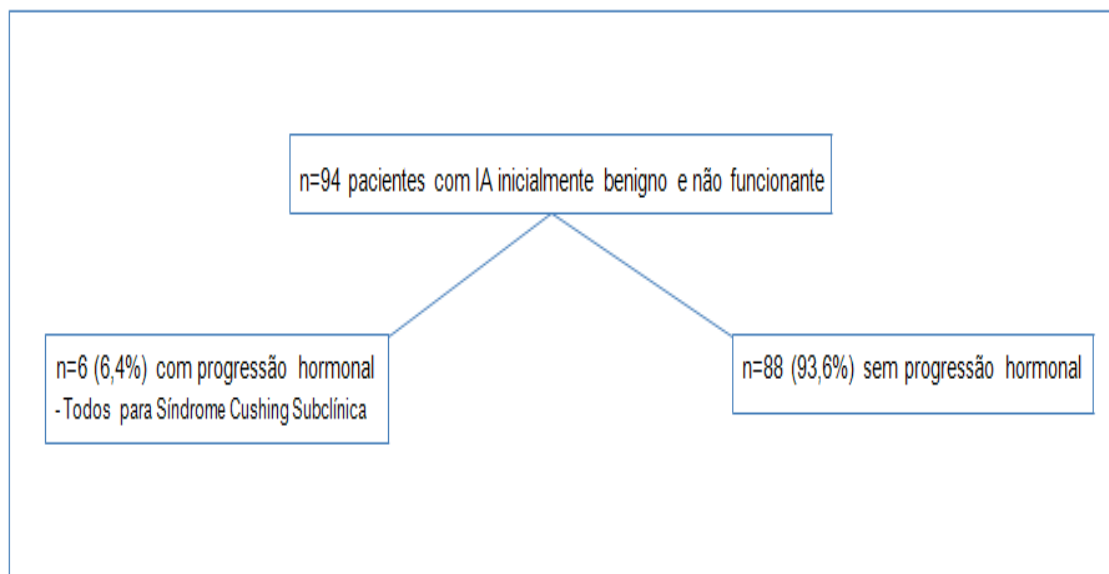 n=94 pacientes com IA inicialmente benigno e não funcionante
n=6 (6,4%) com progressão hormonal
- Todos para Síndrome Cushing Subclínica
n=88 (93,6%) sem progressão hormonal